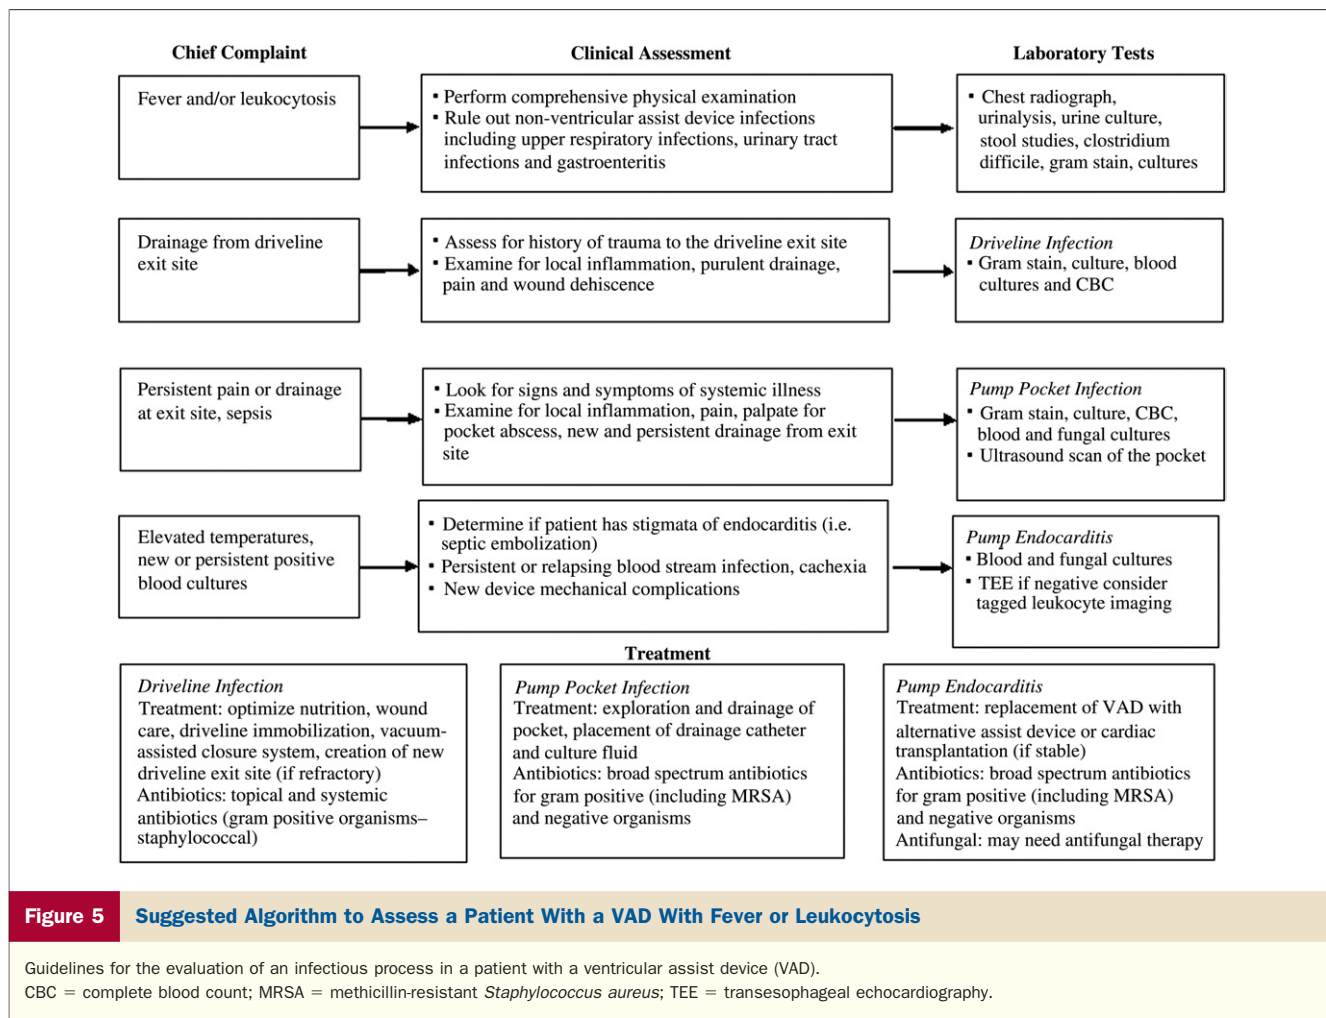 Chief Complaint
Clinical Assessment
Laboratory Tests
Fever and/or leukocytosis
▪ Perform comprehensive physical examination
▪ Rule out non-ventricular assist device infections
including upper respiratory infections, urinary tract
infections and gastroenteritis
▪ Chest radiograph,
urinalysis, urine culture,
stool studies, clostridium
difficile, gram stain, cultures
Drainage from driveline
exit site
▪ Assess for history of trauma to the driveline exit site
▪ Examine for local inflammation, purulent drainage,
pain and wound dehiscence
Driveline Infection
▪ Gram stain, culture, blood
cultures and CBC
Persistent pain or drainage
at exit site, sepsis
▪ Look for signs and symptoms of systemic illness
▪ Examine for local inflammation, pain, palpate for
pocket abscess, new and persistent drainage from exit
site
Pump Pocket Infection
▪ Gram stain, culture, CBC,
blood and fungal cultures
▪ Ultrasound scan of the pocket
Elevated temperatures,
new or persistent positive
blood cultures
▪ Determine if patient has stigmata of endocarditis (i.e.
septic embolization)
▪ Persistent or relapsing blood stream infection, cachexia
▪ New device mechanical complications
Pump Endocarditis
▪ Blood and fungal cultures
▪ TEE if negative consider
tagged leukocyte imaging
Treatment
Driveline Infection
Treatment: optimize nutrition, wound
care, driveline immobilization, vacuum-
assisted closure system, creation of new
driveline exit site (if refractory)
Antibiotics: topical and systemic
antibiotics (gram positive organisms–
staphylococcal)
Pump Pocket Infection
Treatment: exploration and drainage of
pocket, placement of drainage catheter
and culture fluid
Antibiotics: broad spectrum antibiotics
for gram positive (including MRSA)
and negative organisms
Pump Endocarditis
Treatment: replacement of VAD with
alternative assist device or cardiac
transplantation (if stable)
Antibiotics: broad spectrum antibiotics
for gram positive (including MRSA)
and negative organisms
Antifungal: may need antifungal therapy
Figure 5
Suggested Algorithm to Assess a Patient With a VAD With Fever or Leukocytosis
Guidelines for the evaluation of an infectious process in a patient with a ventricular assist device (VAD).
CBC = complete blood count; MRSA = methicillin-resistant Staphylococcus aureus; TEE = transesophageal echocardiography.